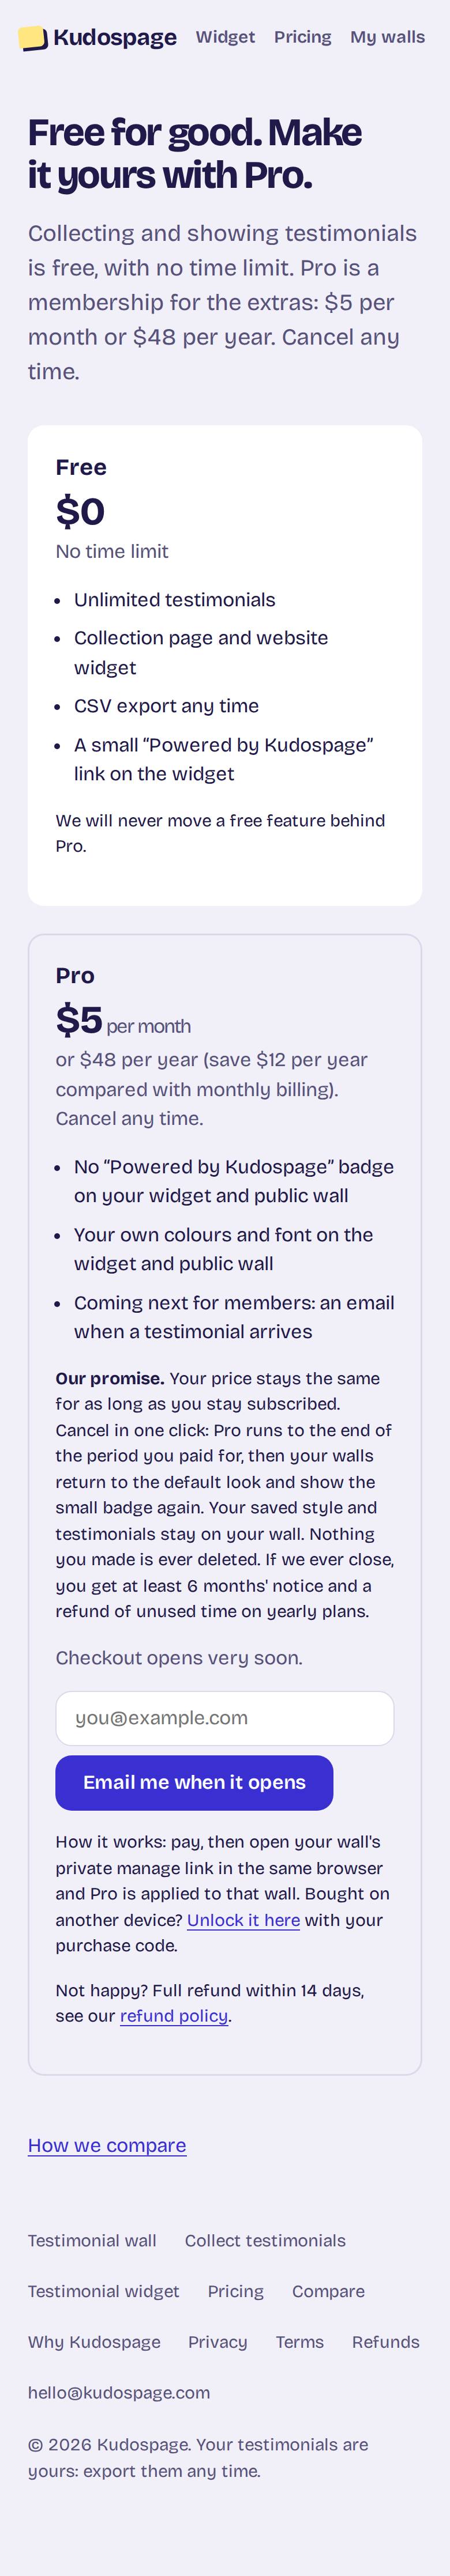 Kudospage Widget Pricing My walls
Free for good. Make
it yours with Pro.
Collecting and showing testimonials
is free, with no time limit. Pro is a
membership for the extras: $5 per
month or $48 per year. Cancel any
time.
Free
$0
No time limit
• Unlimited testimonials
• Collection page and website
widget
• CSV export any time
• A small “Powered by Kudospage”
link on the widget
We will never move a free feature behind
Pro.
Pro
$5 per month
or $48 per year (save $12 per year
compared with monthly billing).
Cancel any time.
• No “Powered by Kudospage” badge
on your widget and public wall
• Your own colours and font on the
widget and public wall
• Coming next for members: an email
when a testimonial arrives
Our promise. Your price stays the same
for as long as you stay subscribed.
Cancel in one click: Pro runs to the end of
the period you paid for, then your walls
return to the default look and show the
small badge again. Your saved style and
testimonials stay on your wall. Nothing
you made is ever deleted. If we ever close,
you get at least 6 months' notice and a
refund of unused time on yearly plans.
Checkout opens very soon.
you@example.com
Email me when it opens
How it works: pay, then open your wall's
private manage link in the same browser
and Pro is applied to that wall. Bought on
another device? Unlock it here with your
purchase code.
Not happy? Full refund within 14 days,
see our refund policy.
How we compare
Testimonial wall Collect testimonials
Testimonial widget Pricing Compare
Why Kudospage Privacy Terms Refunds
hello@kudospage.com
© 2026 Kudospage. Your testimonials are
yours: export them any time.